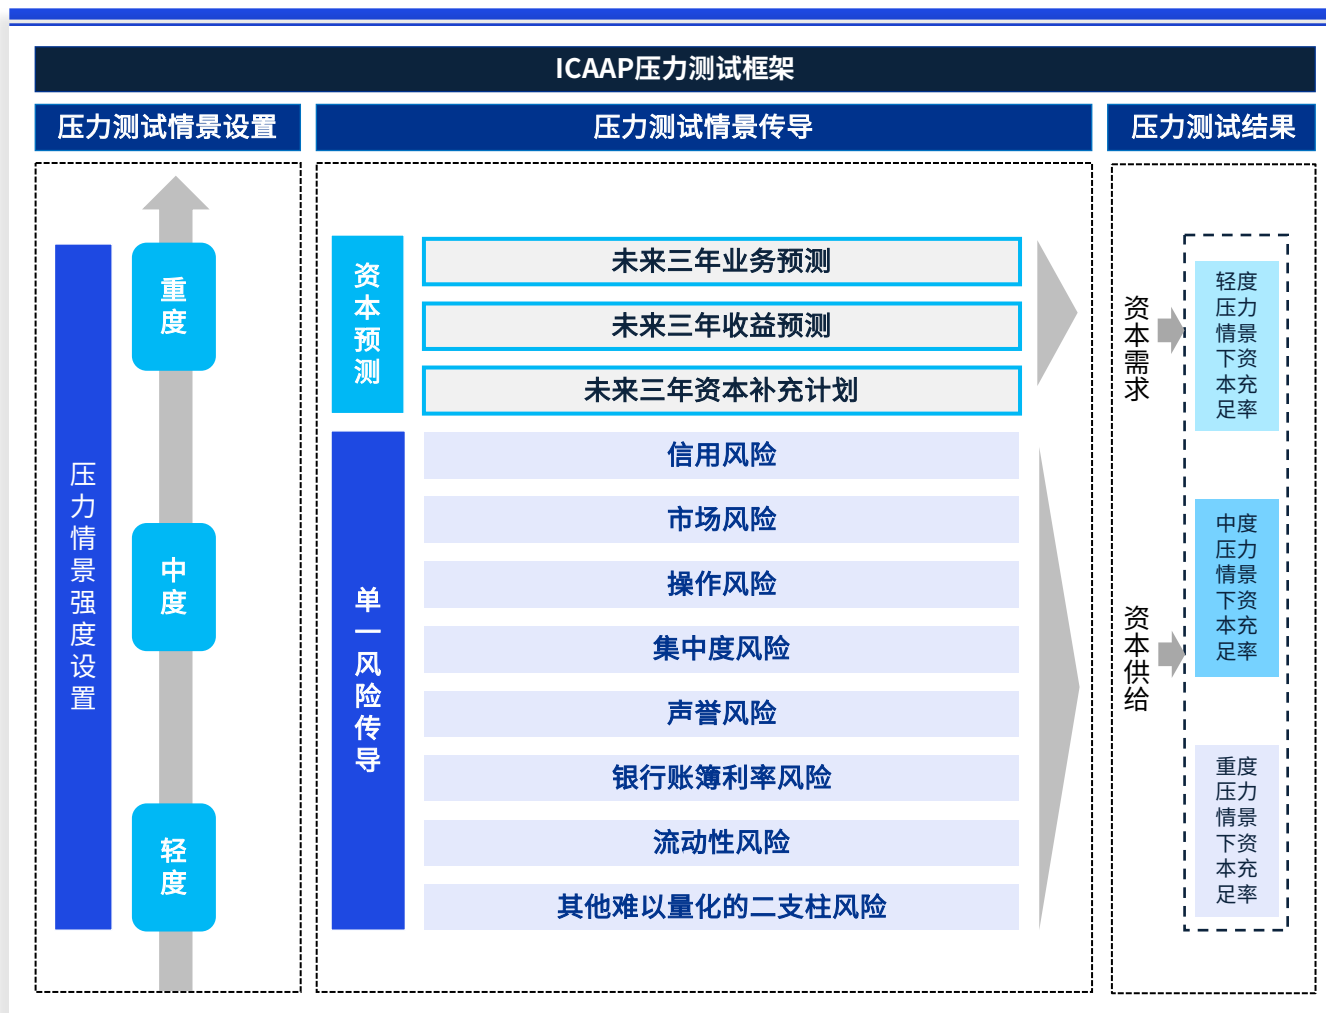 ICAAP压力测试框架
压力测试情景设置
压力测试情景传导
压力测试结果
压力情景强度设置
重度
中度
轻度
资本预测
未来三年业务预测
未来三年收益预测
未来三年资本补充计划
单一风险传导
信用风险
市场风险
操作风险
集中度风险
声誉风险
银行账簿利率风险
流动性风险
其他难以量化的二支柱风险
资本需求
资本供给
轻度
压力
情景
下资
本充
足率
中度
压力
情景
下资
本充
足率
重度
压力
情景
下资
本充
足率